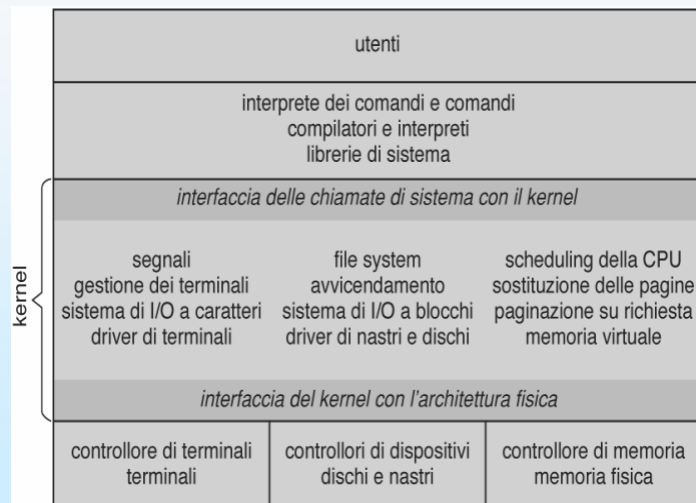 utenti
interprete dei comandi e comandi
compilatori e interpreti
librerie di sistema
kernel
interfaccia delle chiamate di sistema con il kernel
segnali
gestione dei terminali
sistema di I/O a caratteri
driver di terminali
file system
avvicendamento
sistema di I/O a blocchi
driver di nastri e dischi
scheduling della CPU
sostituzione delle pagine
paginazione su richiesta
memoria virtuale
interfaccia del kernel con l'architettura fisica
controllore di terminali
terminali
controllori di dispositivi
dischi e nastri
controllore di memoria
memoria fisica